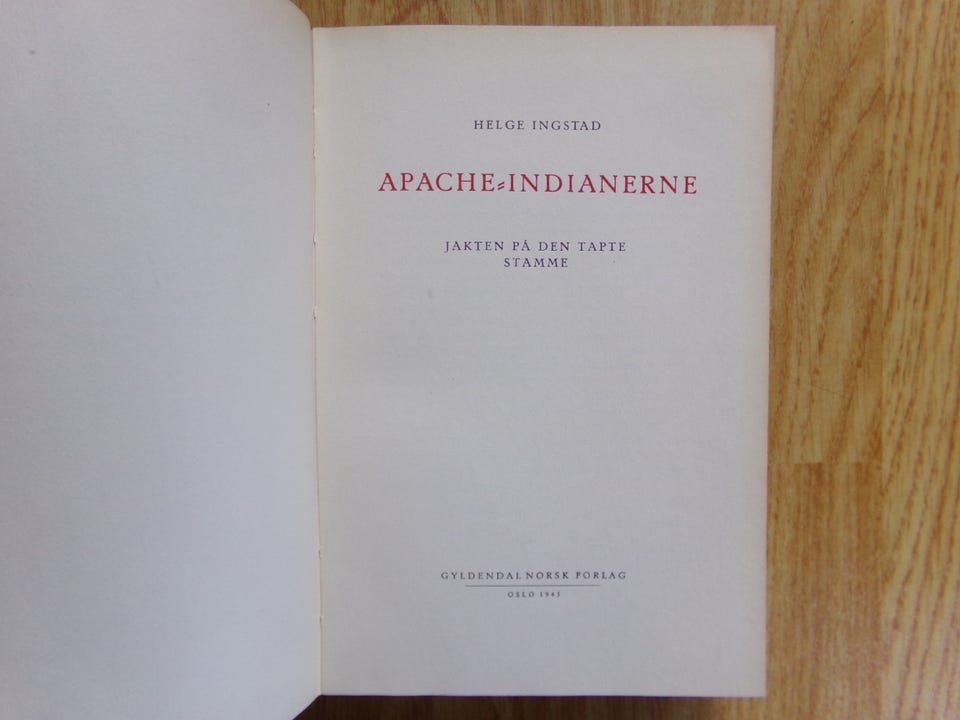 HELGE INGSTAD
APACHE-INDIANERNE
JAKTEN PÅ DEN TAPTE
STAMME
GYLDENDAL NORSK FORLAG
OSLO 1945